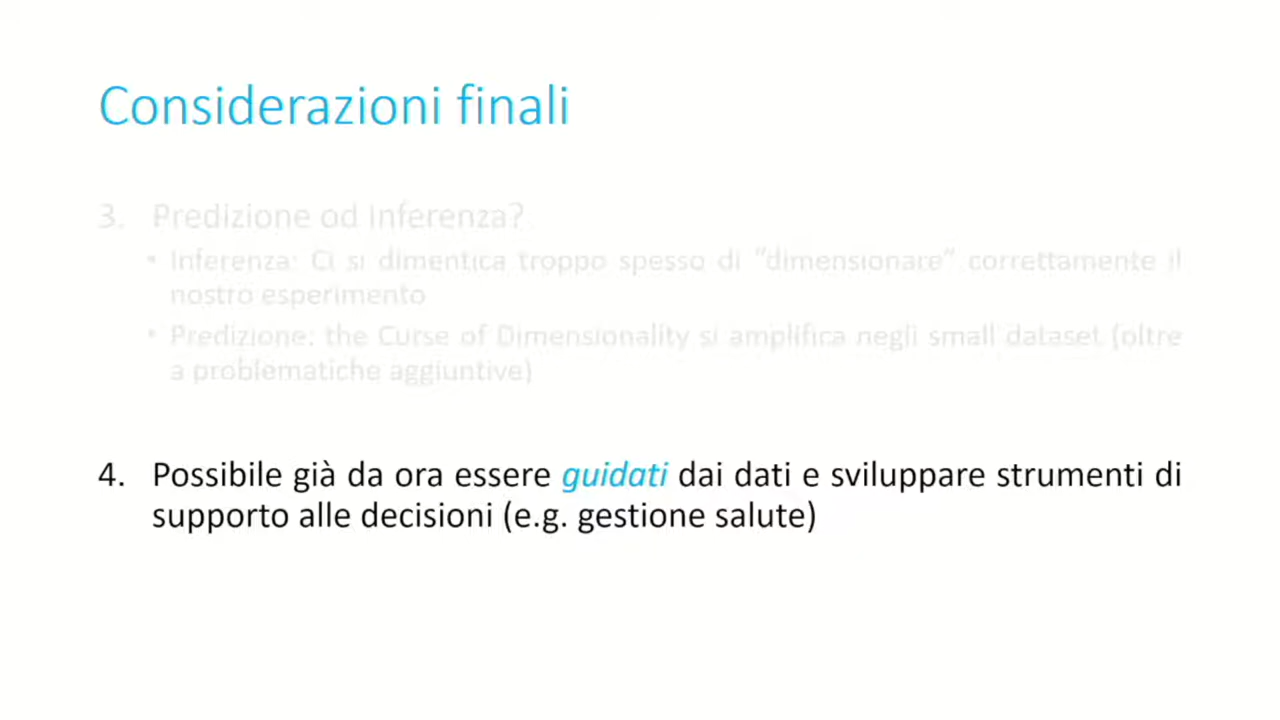 Considerazioni finali
3. Predizione od Inferenza?
• Inferenza: Ci si dimentica troppo spesso di "dimensionare" correttamente il
nostro esperimento
• Predizione: the Curse of Dimensionality si amplifica negli small dataset (oltre
a problematiche aggiuntive)
4. Possibile già da ora essere guidati dai dati e sviluppare strumenti di
supporto alle decisioni (e.g. gestione salute)